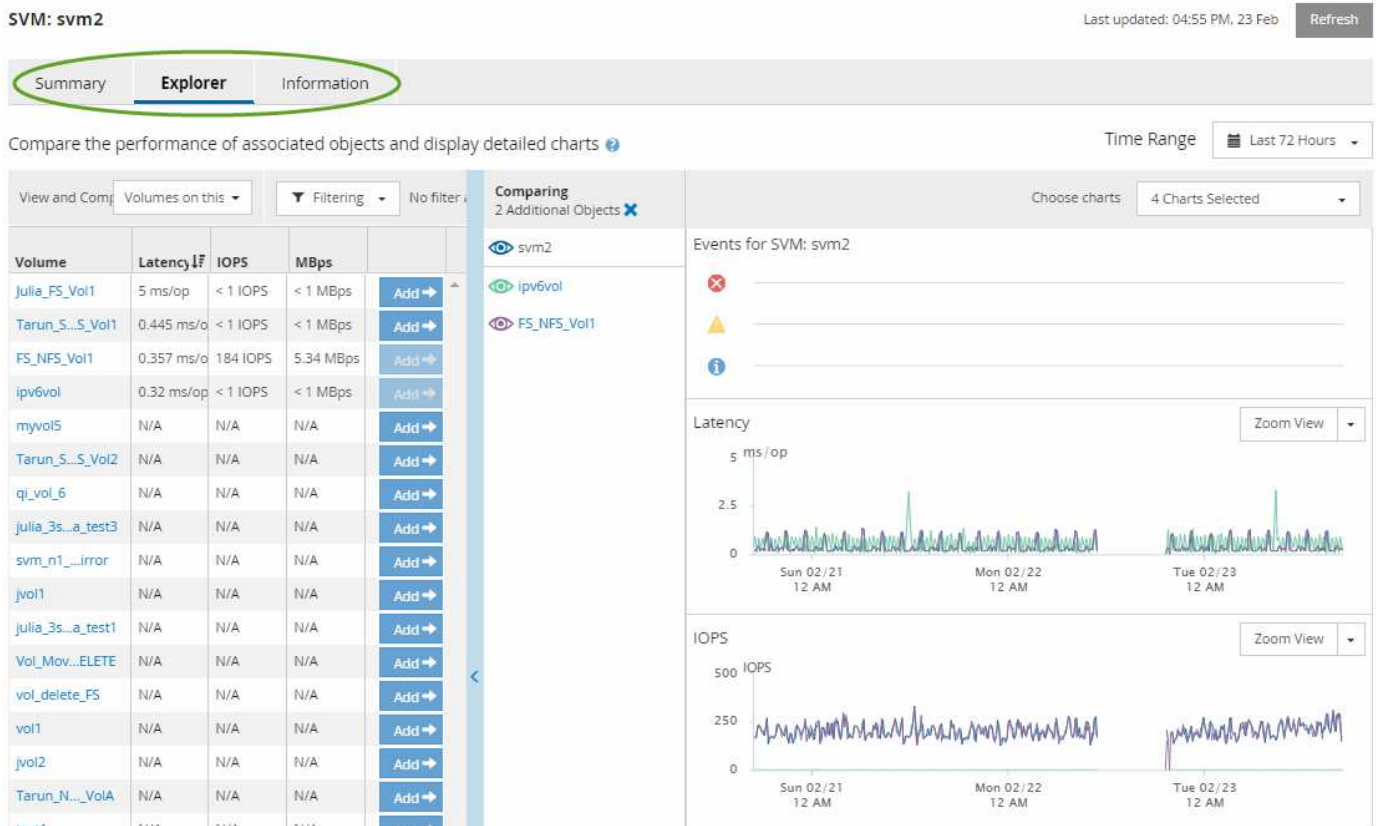 SVM: svm2
Last updated: 04:55 PM, 23 Feb
Refresh
Summary
Explorer
Information
Compare the performance of associated objects and display detailed charts ?
Time Range
Last 72 Hours
View and Comp
Volumes on this
Filtering
No filter
Comparing
2 Additional Objects
Choose charts
4 Charts Selected
Volume Latency IOPS MBps
Julia_FS_Vol1 5 ms/op < 1 IOPS < 1 MBps Add
Tarun_S...S_Vol1 0.445 ms/o < 1 IOPS < 1 MBps Add
FS_NFS_Vol1 0.357 ms/o 184 IOPS 5.34 MBps Add
ipv6vol 0.32 ms/op < 1 IOPS < 1 MBps Add
myvol5 N/A N/A N/A Add
Tarun_S...S_Vol2 N/A N/A N/A Add
qi_vol_6 N/A N/A N/A Add
julia_3s...a_test3 N/A N/A N/A Add
svm_n1_...irror N/A N/A N/A Add
jvol1 N/A N/A N/A Add
julia_3s...a_test1 N/A N/A N/A Add
Vol_Mov...ELETE N/A N/A N/A Add
vol_delete_FS N/A N/A N/A Add
vol1 N/A N/A N/A Add
jvol2 N/A N/A N/A Add
Tarun_N..._VolA N/A N/A N/A Add
svm2
ipv6vol
FS_NFS_Vol1
Events for SVM: svm2
Latency
Zoom View
5 ms/op
2.5
0
Sun 02/21 Mon 02/22 Tue 02/23
12 AM 12 AM 12 AM
IOPS
Zoom View
500 IOPS
250
0
Sun 02/21 Mon 02/22 Tue 02/23
12 AM 12 AM 12 AM